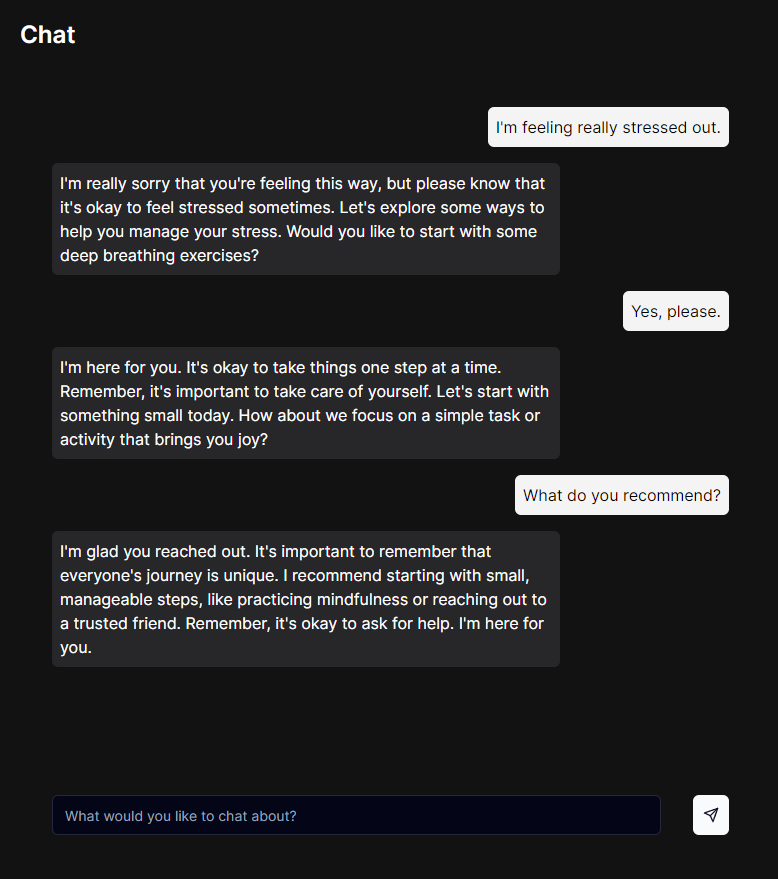 Chat
I'm feeling really stressed out.
I'm really sorry that you're feeling this way, but please know that
it's okay to feel stressed sometimes. Let's explore some ways to
help you manage your stress. Would you like to start with some
deep breathing exercises?
Yes, please.
I'm here for you. It's okay to take things one step at a time.
Remember, it's important to take care of yourself. Let's start with
something small today. How about we focus on a simple task or
activity that brings you joy?
What do you recommend?
I'm glad you reached out. It's important to remember that
everyone's journey is unique. I recommend starting with small,
manageable steps, like practicing mindfulness or reaching out to
a trusted friend. Remember, it's okay to ask for help. I'm here for
you.
What would you like to chat about?